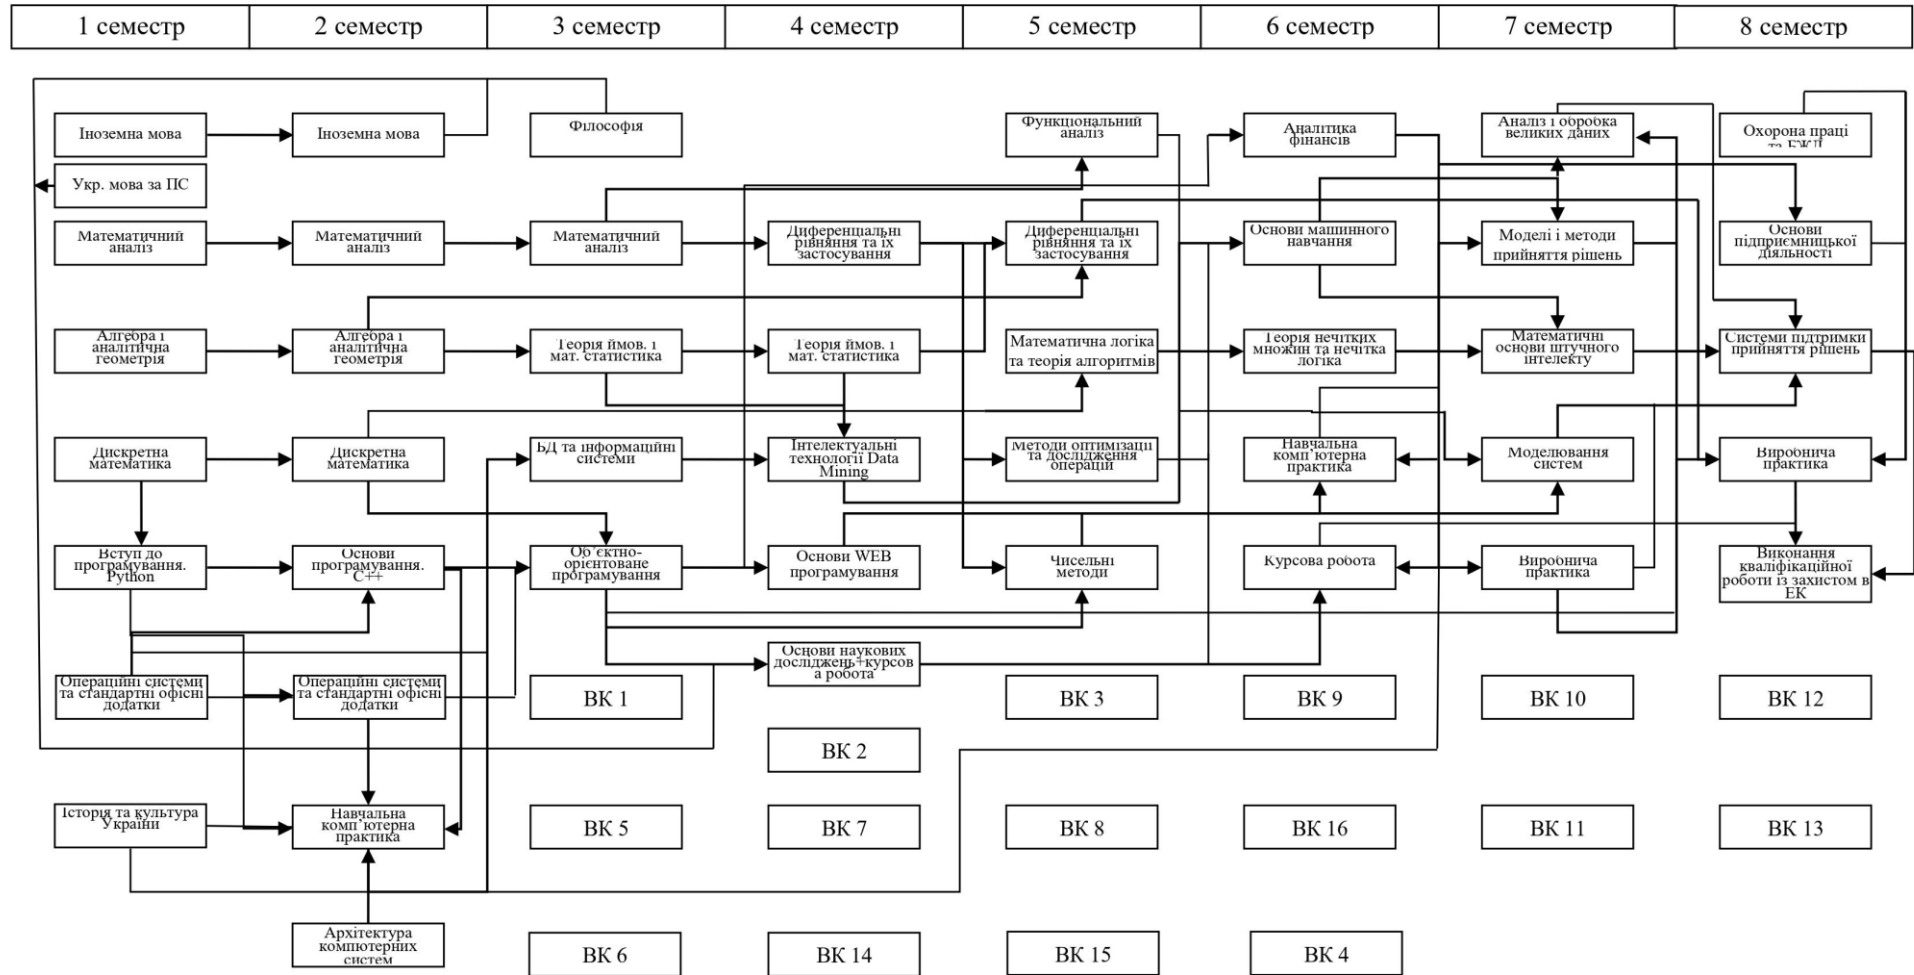 1 семестр
2 семестр
3 семестр
4 семестр
5 семестр
6 семестр
7 семестр
8 семестр
Іноземна мова
Іноземна мова
Філософія
Функціональний
аналіз
Аналітика
фінансів
Аналіз і обробка
великих даних
Охорона праці
та БЖД
Укр. мова за ПС
Математичний
аналіз
Математичний
аналіз
Математичний
аналіз
Диференціальні
рівняння та їх
застосування
Диференціальні
рівняння та їх
застосування
Основи машинного
навчання
Моделі і методи
прийняття рішень
Основи
підприємницької
діяльності
Алгебра і
аналітична
геометрія
Алгебра і
аналітична
геометрія
Теорія ймов. і
мат. статистика
Теорія ймов. і
мат. статистика
Математична логіка
та теорія алгоритмів
Теорія нечітких
множин та нечітка
логіка
Математичні
основи штучного
інтелекту
Системи підтримки
прийняття рішень
Дискретна
математика
Дискретна
математика
БД та інформаційні
системи
Інтелектуальні
технології Data
Mining
Методи оптимізації
та дослідження
операцій
Навчальна
комп’ютерна
практика
Моделювання
систем
Виробнича
практика
Вступ до
програмування.
Python
Основи
програмування.
C++
Об’єктно-
орієнтоване
програмування
Основи WEB
програмування
Чисельні
методи
Курсова робота
Виробнича
практика
Виконання
кваліфікаційної
роботи із захистом в
ЕК
Основи наукових
досліджень+курсов
а робота
Операційні системи
та стандартні офісні
додатки
Операційні системи
та стандартні офісні
додатки
ВК 1
ВК 3
ВК 9
ВК 10
ВК 12
ВК 2
Історія та культура
України
Навчальна
комп’ютерна
практика
ВК 5
ВК 7
ВК 8
ВК 16
ВК 11
ВК 13
Архітектура
компютерних
систем
ВК 6
ВК 14
ВК 15
ВК 4